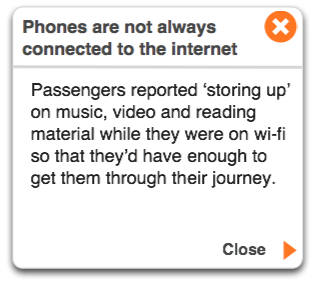 Phones are not always
connected to the internet
Passengers reported ‘storing up’
on music, video and reading
material while they were on wi-fi
so that they’d have enough to
get them through their journey.
Close